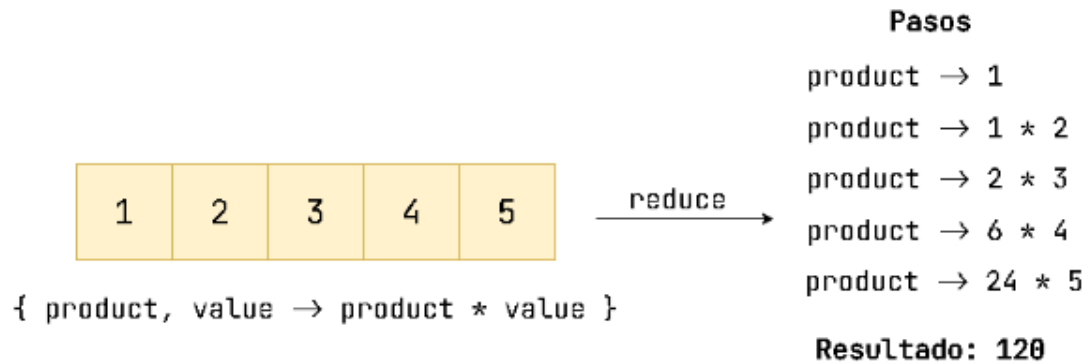 1 2 3 4 5
{ product, value → product * value }
reduce
Pasos
product → 1
product → 1 * 2
product → 2 * 3
product → 6 * 4
product → 24 * 5
Resultado: 120